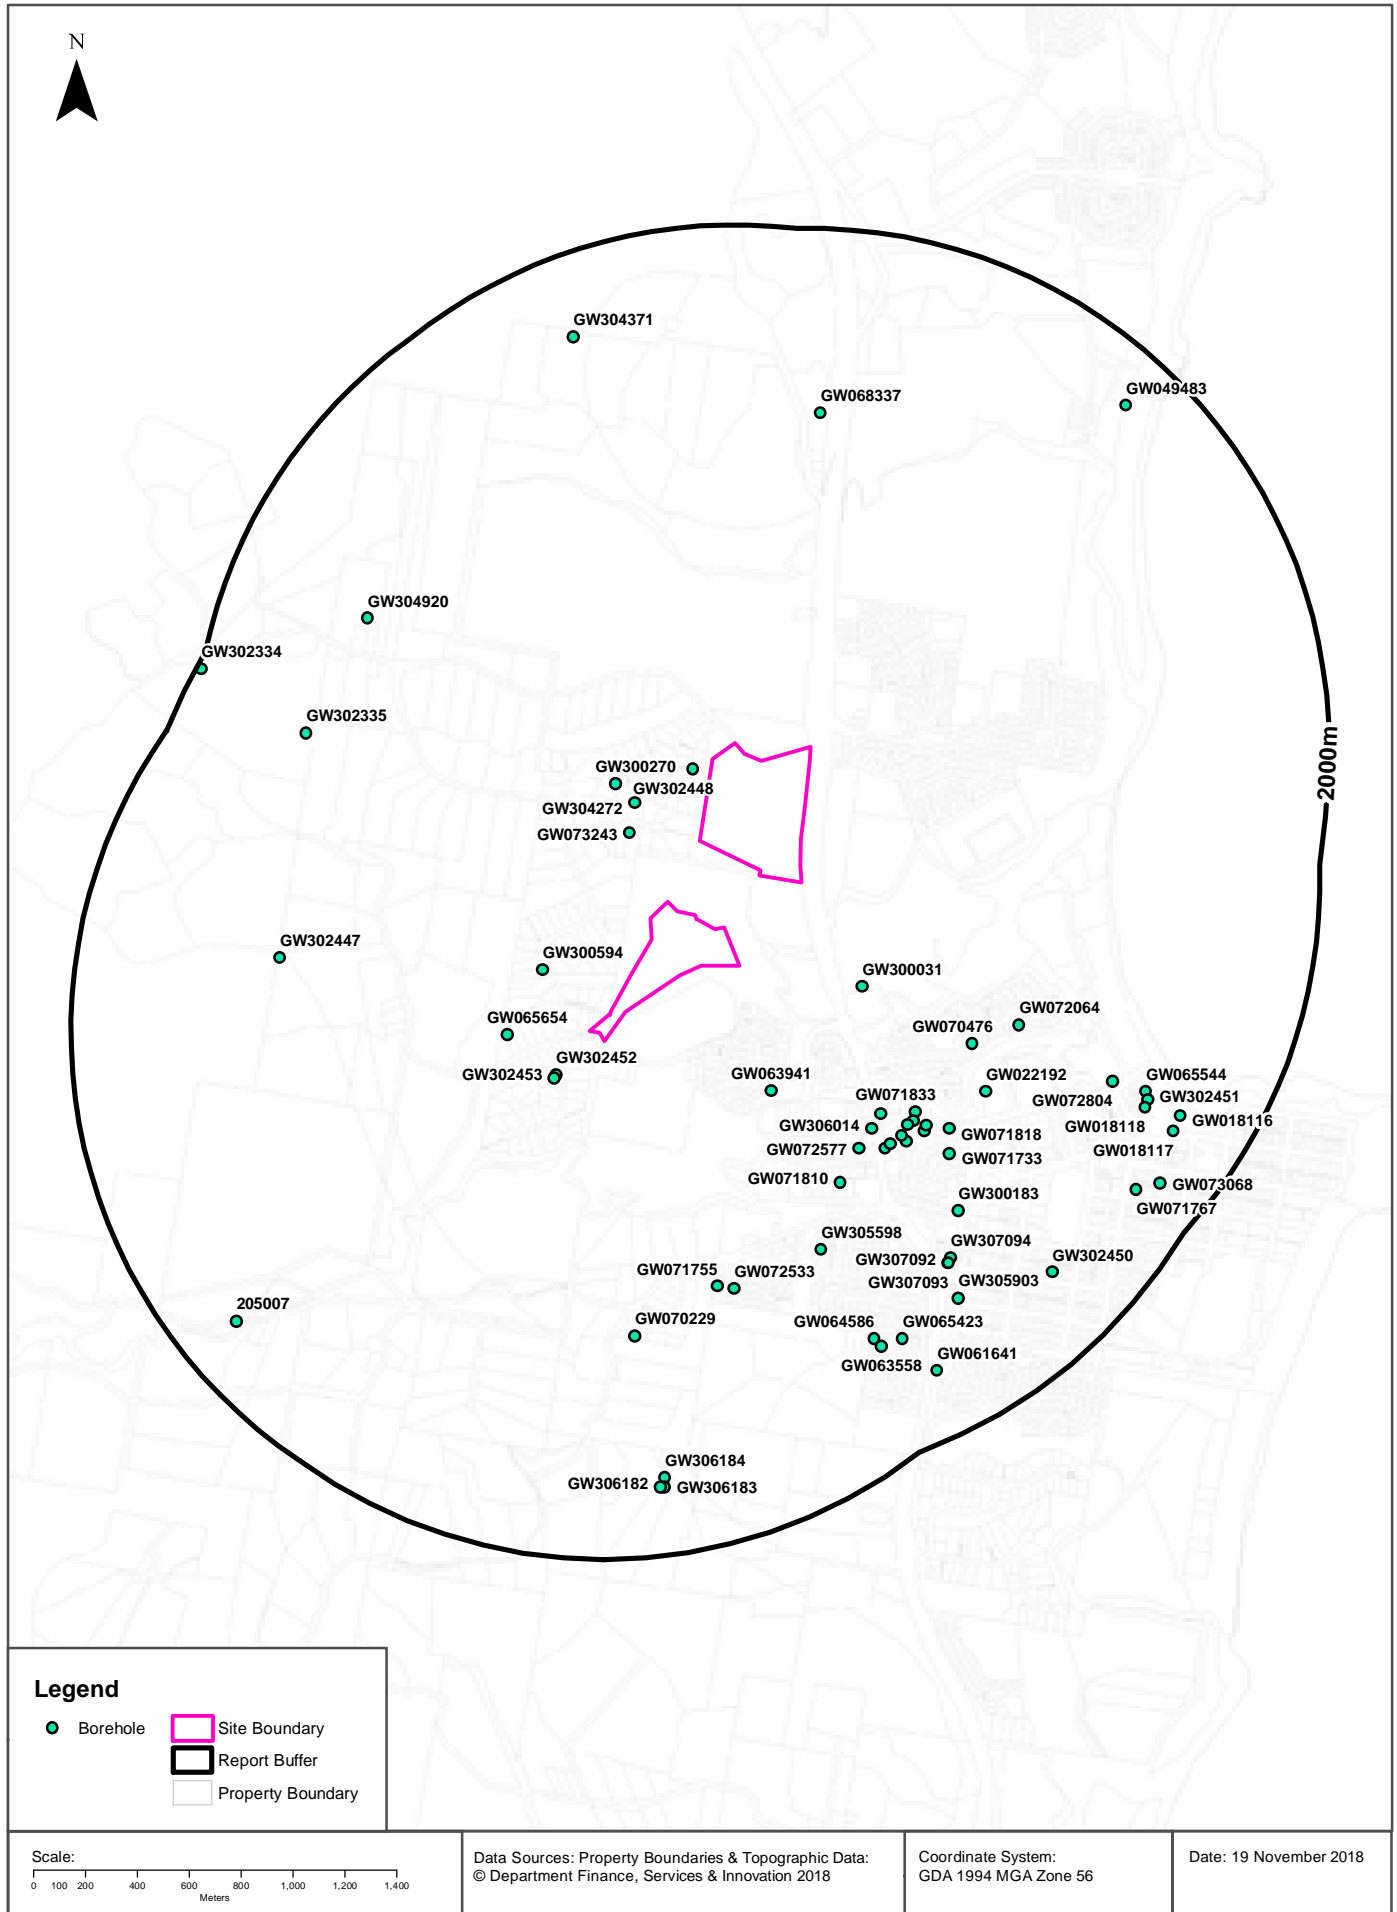 N
GW304371
GW068337
GW049483
GW304920
GW302334
GW302335
2000m
GW300270
GW302448
GW304272
GW073243
GW302447
GW300594
GW300031
GW072064
GW065654
GW070476
GW302452
GW302453
GW063941
GW022192
GW065544
GW072804
GW302451
GW071833
GW018116
GW306014
GW018118
GW071818
GW072577
GW018117
GW071733
GW071810
GW073068
GW300183
GW071767
GW305598
GW307094
GW307092
GW302450
GW071755
GW072533
GW307093
GW305903
205007
GW070229
GW064586
GW065423
GW063558
GW061641
GW306184
GW306182
GW306183
Legend
Borehole
Site Boundary
Report Buffer
Property Boundary
Scale:
0 100 200 400 600 800 1,000 1,200 1,400
Meters
Data Sources: Property Boundaries & Topographic Data:
© Department Finance, Services & Innovation 2018
Coordinate System:
GDA 1994 MGA Zone 56
Date: 19 November 2018